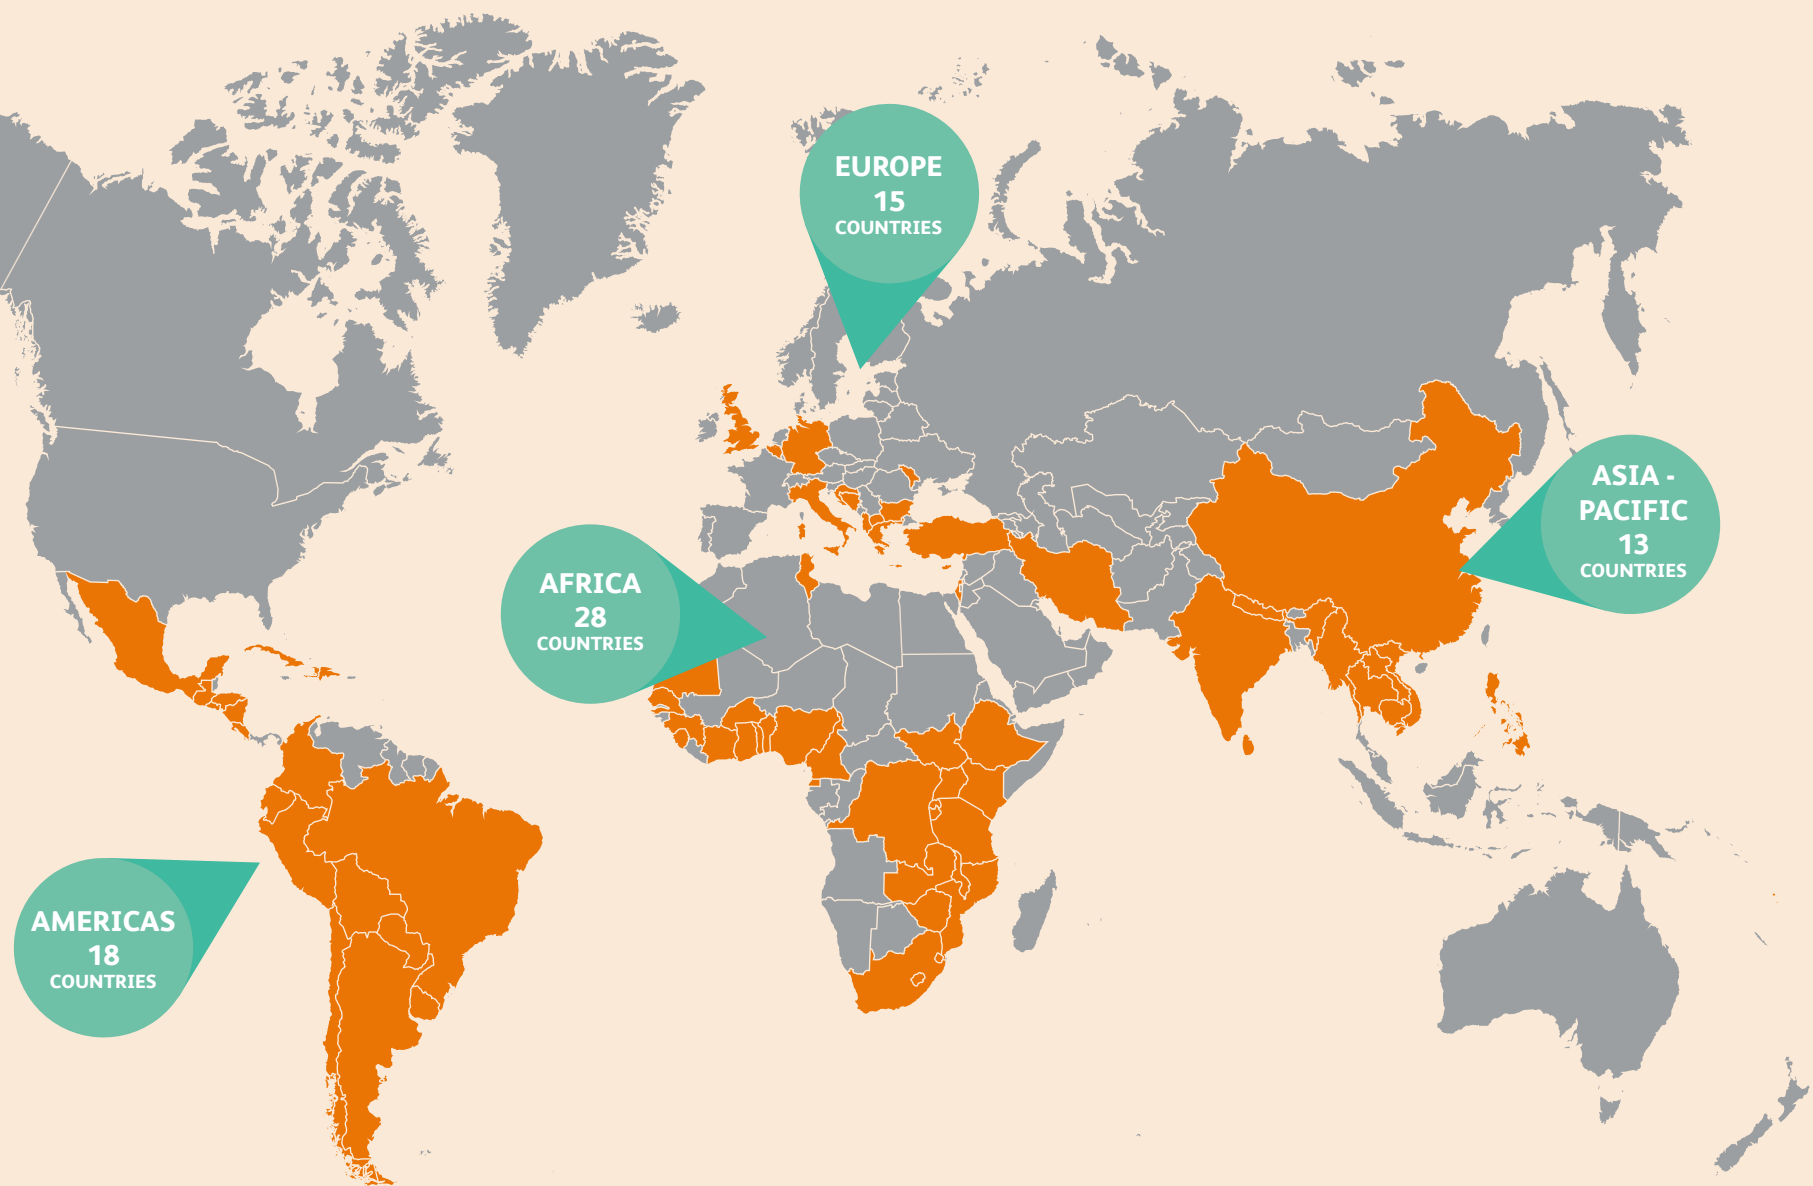 EUROPE
15
COUNTRIES
ASIA -
PACIFIC
13
COUNTRIES
AFRICA
28
COUNTRIES
AMERICAS
18
COUNTRIES